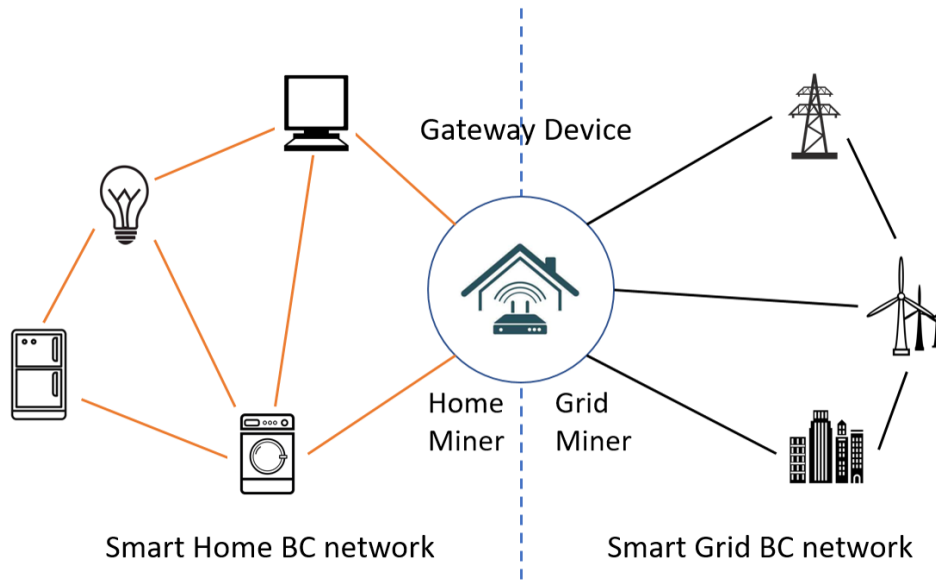 Gateway Device
Home
Miner
Grid
Miner
Smart Home BC network
Smart Grid BC network